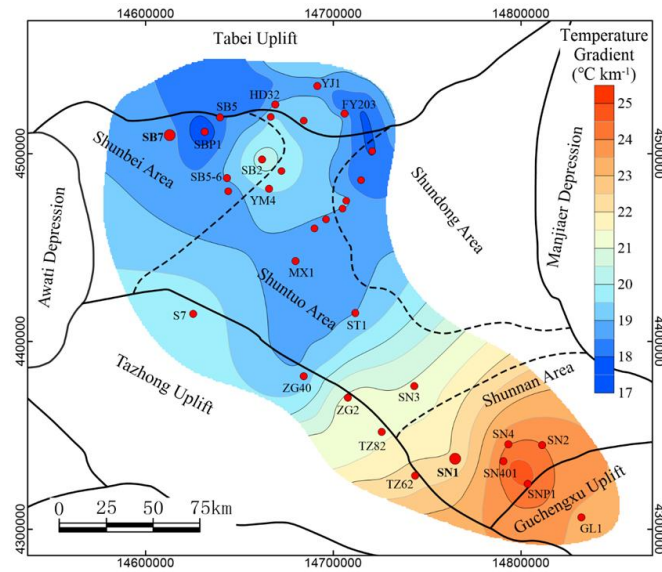 14600000
14700000
14800000
Tabei Uplift
Temperature
Gradient
(°C km-1)
25
24
23
22
21
20
19
18
17
YJ1
HD32
SB5
FY203
SB7
SBP1
4500000
4500000
Shunbei Area
SB2
SB5-6
YM4
Shundong Area
Manjiaer Depression
Awati Depression
MX1
Shuntuo Area
S7
ST1
4400000
4400000
Tazhong Uplift
ZG40
SN3
ZG2
Shunnan Area
TZ82
SN4
SN2
SN1
SN401
TZ62
SNP1
Guchengxu Uplift
GL1
0
25
50
75km
4300000
4300000
14600000
14700000
14800000